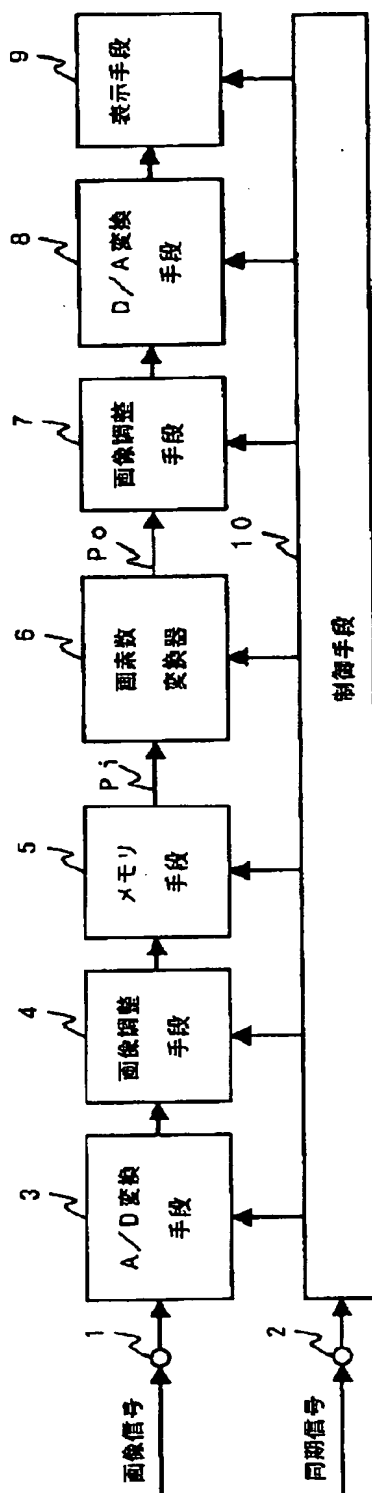 画像信号
1
3
A/D変換
手段
4
画像調整
手段
5
メモリ
手段
Pi
6
画素数
変換器
Po
7
画像調整
手段
8
D/A変換
手段
9
表示手段
同期信号
2
制御手段
10